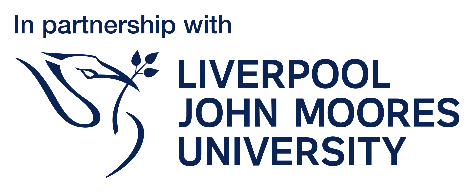 In partnership with
LIVERPOOL
JOHN MOORES
UNIVERSITY